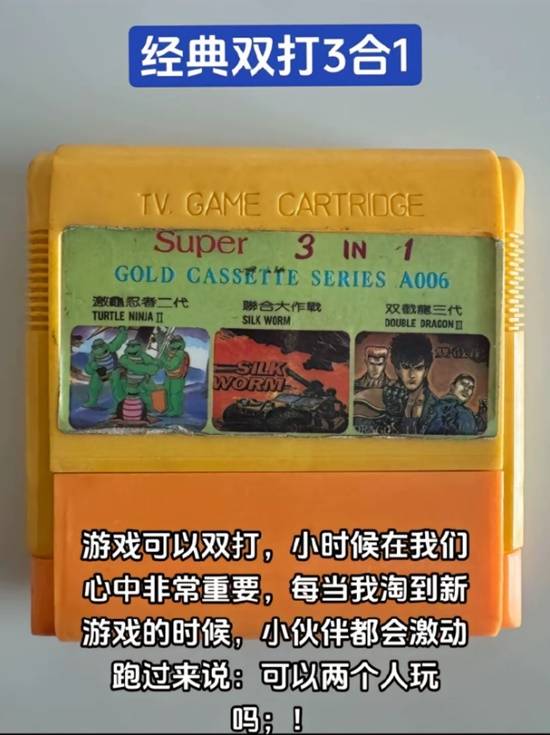 经典双打3合1
TV. GAME CARTRIDGE
Super 3 IN 1
GOLD CASSETTE SERIES A006
激龜忍者二代
TURTLE NINJA II
聯合大作戰
SILK WORM
双截龍三代
DOUBLE DRAGON III
SILK
WORM
游戏可以双打，小时候在我们
心中非常重要，每当我淘到新
游戏的时候，小伙伴都会激动
跑过来说：可以两个人玩
吗；！